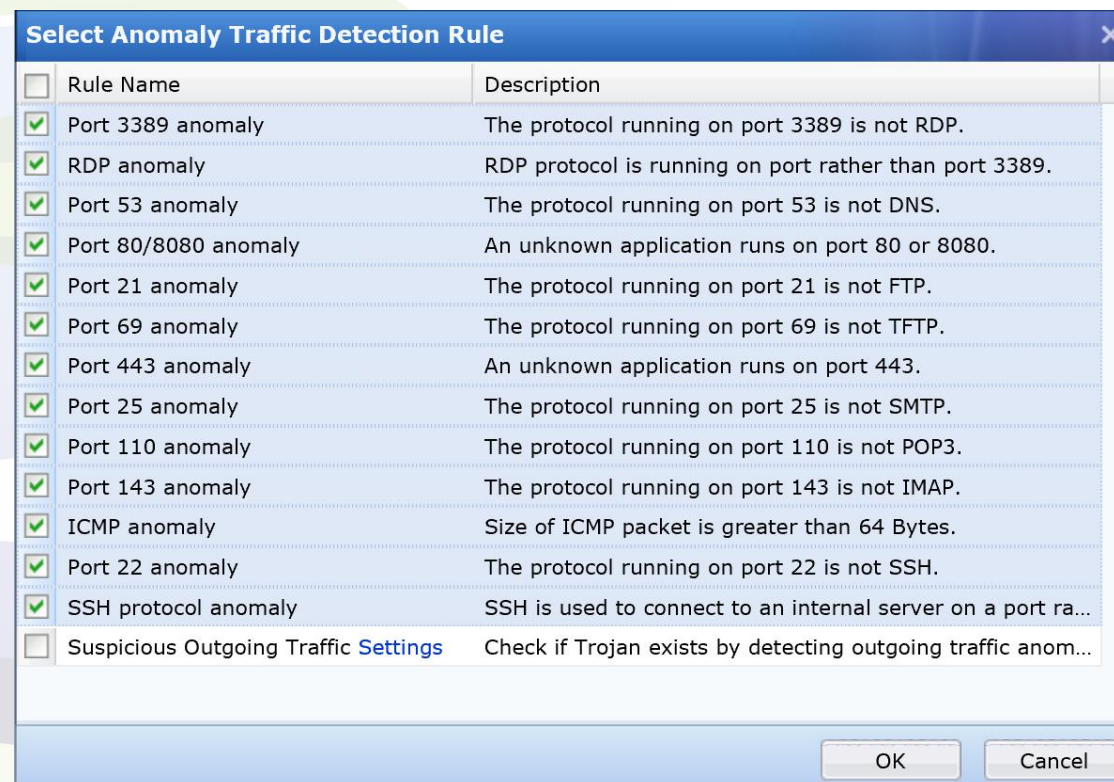 Select Anomaly Traffic Detection Rule
Rule Name Description
Port 3389 anomaly The protocol running on port 3389 is not RDP.
RDP anomaly RDP protocol is running on port rather than port 3389.
Port 53 anomaly The protocol running on port 53 is not DNS.
Port 80/8080 anomaly An unknown application runs on port 80 or 8080.
Port 21 anomaly The protocol running on port 21 is not FTP.
Port 69 anomaly The protocol running on port 69 is not TFTP.
Port 443 anomaly An unknown application runs on port 443.
Port 25 anomaly The protocol running on port 25 is not SMTP.
Port 110 anomaly The protocol running on port 110 is not POP3.
Port 143 anomaly The protocol running on port 143 is not IMAP.
ICMP anomaly Size of ICMP packet is greater than 64 Bytes.
Port 22 anomaly The protocol running on port 22 is not SSH.
SSH protocol anomaly SSH is used to connect to an internal server on a port ra...
Suspicious Outgoing Traffic Settings Check if Trojan exists by detecting outgoing traffic anom...
OK Cancel